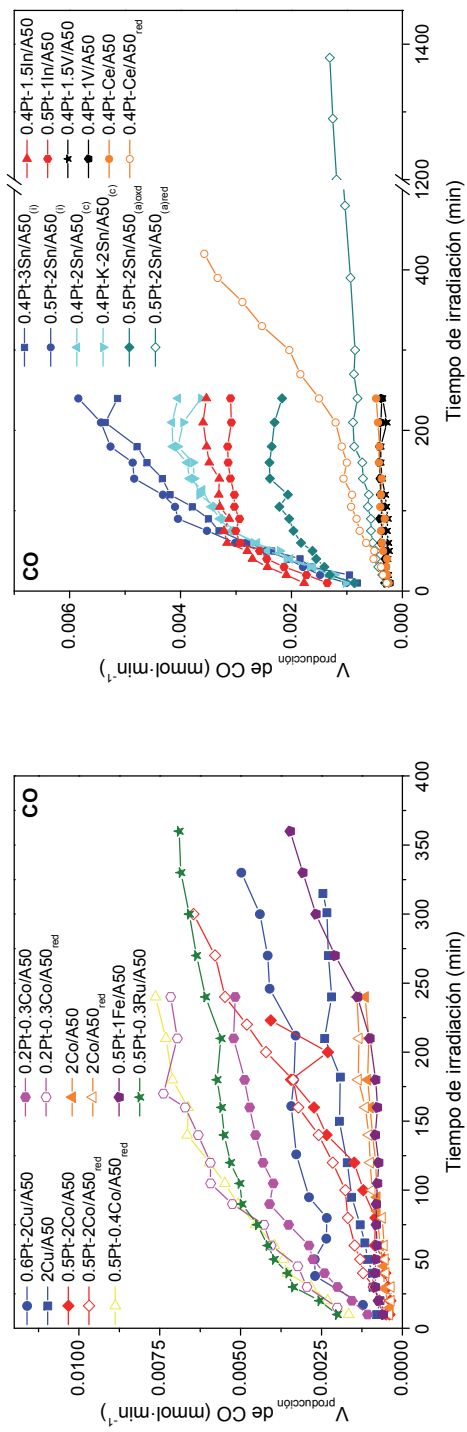 CO
0.6Pt-2Cu/A50
2Cu/A50
0.5Pt-2Co/A50
0.5Pt-2Co/A50red
0.5Pt-0.4Co/A50red
0.2Pt-0.3Co/A50
0.2Pt-0.3Co/A50red
2Co/A50
2Co/A50red
0.5Pt-1Fe/A50
0.5Pt-0.3Ru/A50
0.0100
0.0075
0.0050
0.0025
0.0000
Vproducción
de CO (mmol·min-1)
0 50 100 150 200 250 300 350 400
Tiempo de irradiación (min)
CO
0.4Pt-3Sn/A50(i)
0.5Pt-2Sn/A50(i)
0.4Pt-2Sn/A50(c)
0.4Pt-K-2Sn/A50(c)
0.5Pt-2Sn/A50(a)oxd
0.5Pt-2Sn/A50(a)red
0.4Pt-1.5In/A50
0.5Pt-1In/A50
0.4Pt-1.5V/A50
0.4Pt-1V/A50
0.4Pt-Ce/A50
0.4Pt-Ce/A50red
0.006
0.004
0.002
0.000
Vproducción
de CO (mmol·min-1)
0 200 400 1200 1400
Tiempo de irradiación (min)